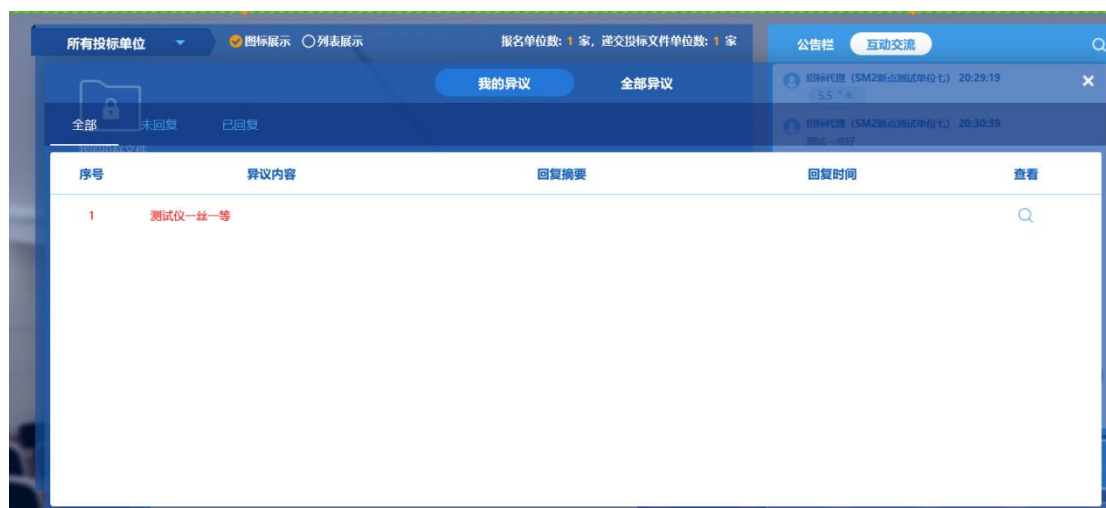 所有投标单位 图标展示 列表展示 报名单位数: 1 家, 递交投标文件单位数: 1 家 公告栏 互动交流
我的异议 全部异议
招标代理 (SM2新点测试单位七) 20:29:19
5.5
全部 未回复 已回复
招标代理 (SM2新点测试单位七) 20:30:39
序号 异议内容 回复摘要 回复时间 查看
1 测试仪一丝一等